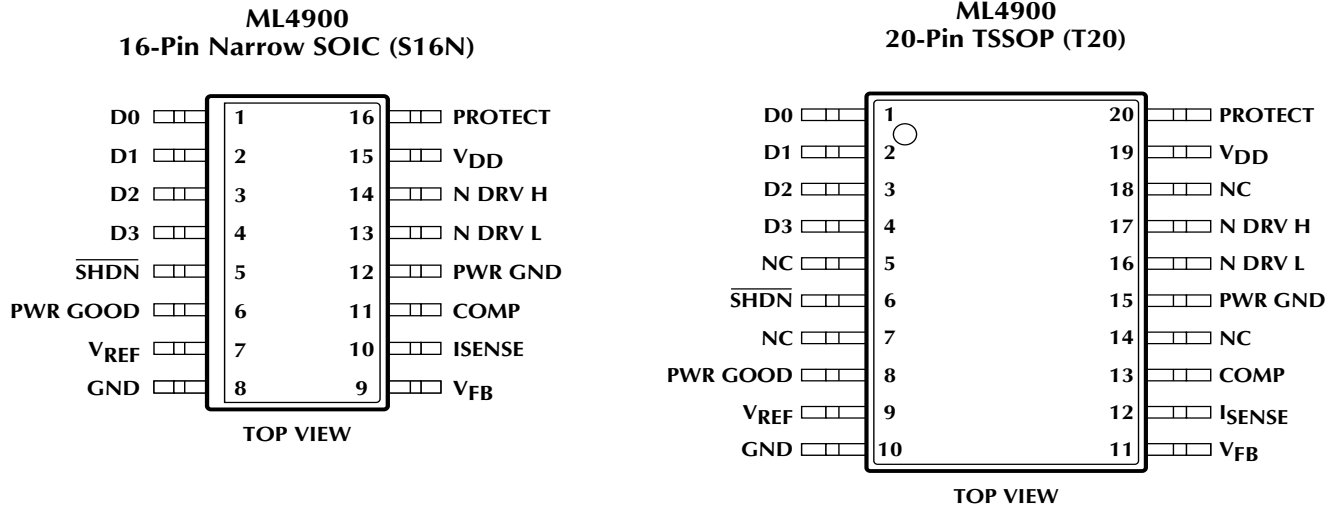 ML4900
16-Pin Narrow SOIC (S16N)
D0 1 16 PROTECT
D1 2 15 VDD
D2 3 14 N DRV H
D3 4 13 N DRV L
SHDN 5 12 PWR GND
PWR GOOD 6 11 COMP
VREF 7 10 ISENSE
GND 8 9 VFB
TOP VIEW
ML4900
20-Pin TSSOP (T20)
D0 1 20 PROTECT
D1 2 19 VDD
D2 3 18 NC
D3 4 17 N DRV H
NC 5 16 N DRV L
SHDN 6 15 PWR GND
NC 7 14 NC
PWR GOOD 8 13 COMP
VREF 9 12 ISENSE
GND 10 11 VFB
TOP VIEW